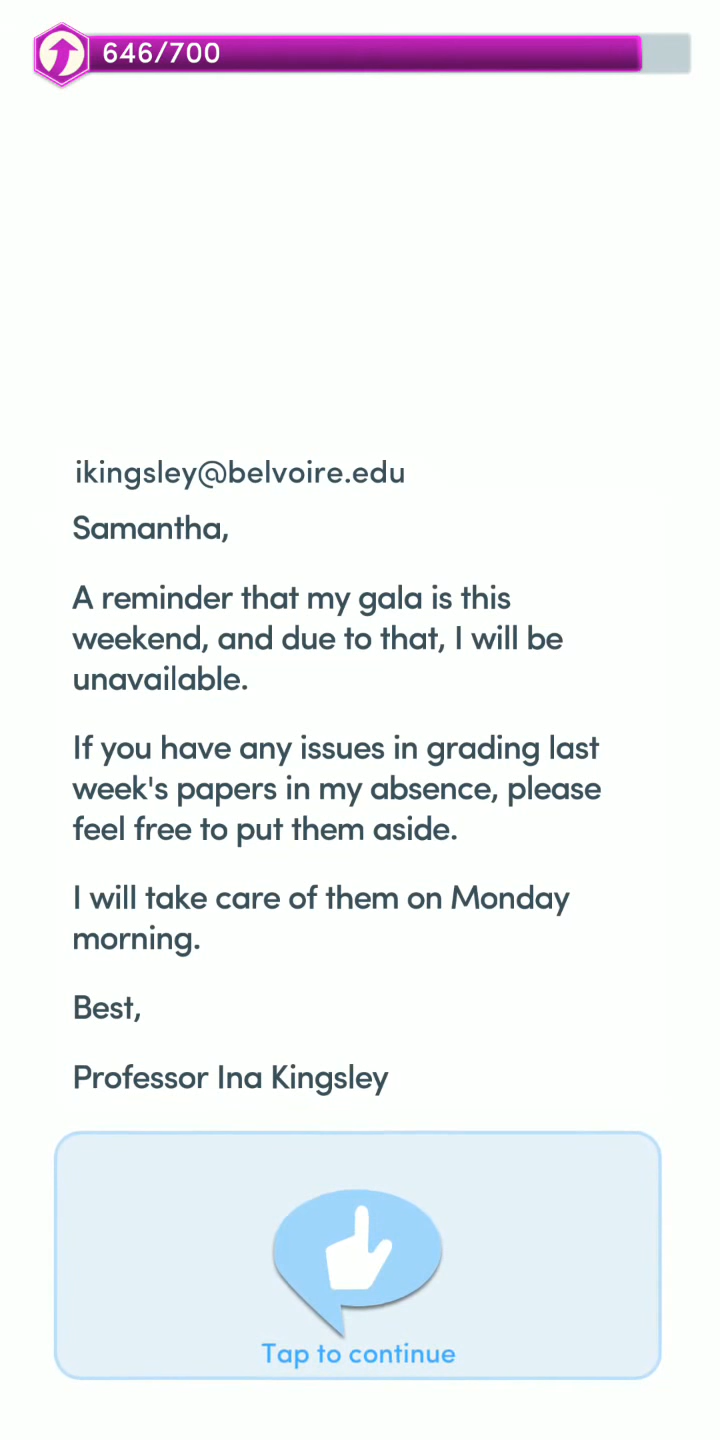 646/700
ikingsley@belvoire.edu
Samantha,
A reminder that my gala is this
weekend, and due to that, I will be
unavailable.
If you have any issues in grading last
week's papers in my absence, please
feel free to put them aside.
I will take care of them on Monday
morning.
Best,
Professor Ina Kingsley
Tap to continue